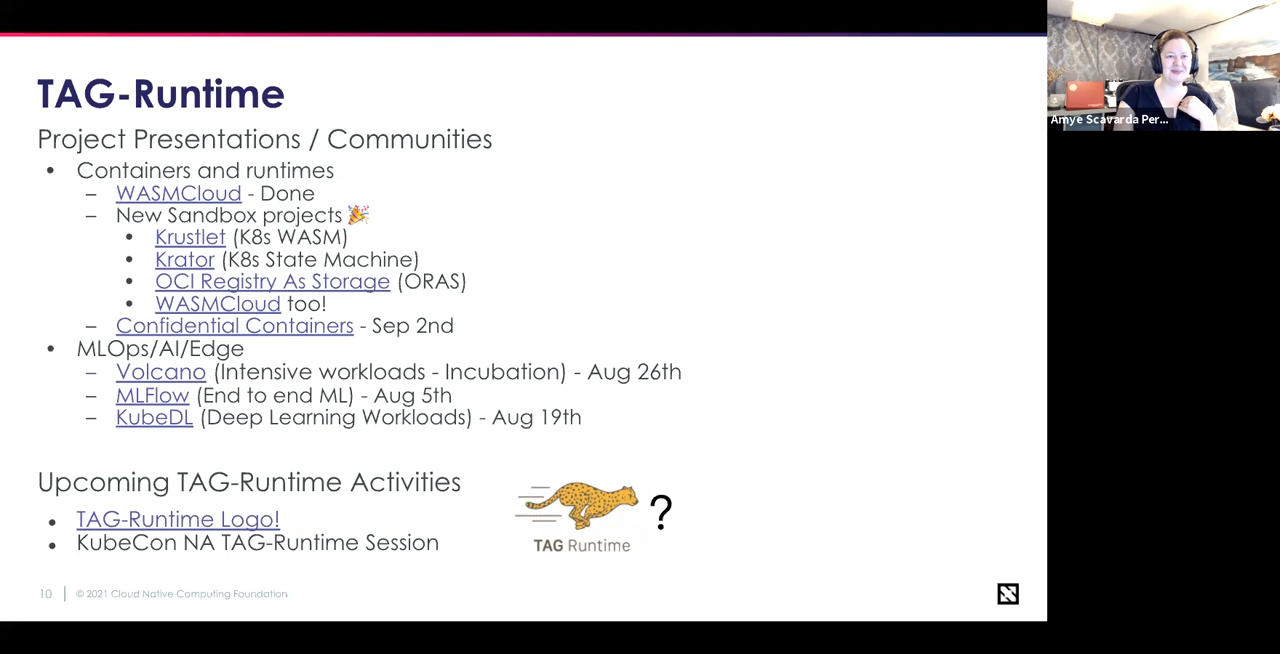 TAG-Runtime
Project Presentations / Communities
• Containers and runtimes
– WASMCloud - Done
– New Sandbox projects 🎉
• Krustlet (K8s WASM)
• Krator (K8s State Machine)
• OCI Registry As Storage (ORAS)
• WASMCloud too!
– Confidential Containers - Sep 2nd
• MLOps/AI/Edge
– Volcano (Intensive workloads - Incubation) - Aug 26th
– MLFlow (End to end ML) - Aug 5th
– KubeDL (Deep Learning Workloads) - Aug 19th
Upcoming TAG-Runtime Activities
• TAG-Runtime Logo!
• KubeCon NA TAG-Runtime Session
?
TAG Runtime
10 | © 2021 Cloud Native Computing Foundation
Amye Scavarda Per...